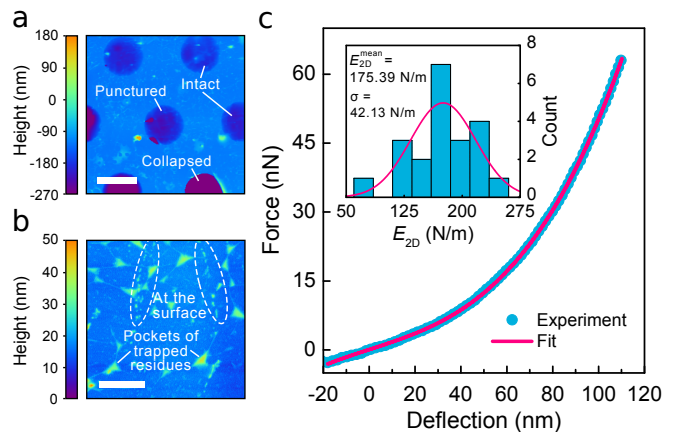 a
180
90
0
-90
-180
-270
Height (nm)
Punctured
Intact
Collapsed
b
50
40
30
20
10
0
Height (nm)
At the
surface
Pockets of
trapped
residues
c
60
45
30
15
0
Force (nN)
-20 0 20 40 60 80 100 120
Deflection (nm)
Experiment
Fit
E2D^mean =
175.39 N/m
σ =
42.13 N/m
8
6
4
2
0
Count
50 125 200 275
E2D (N/m)